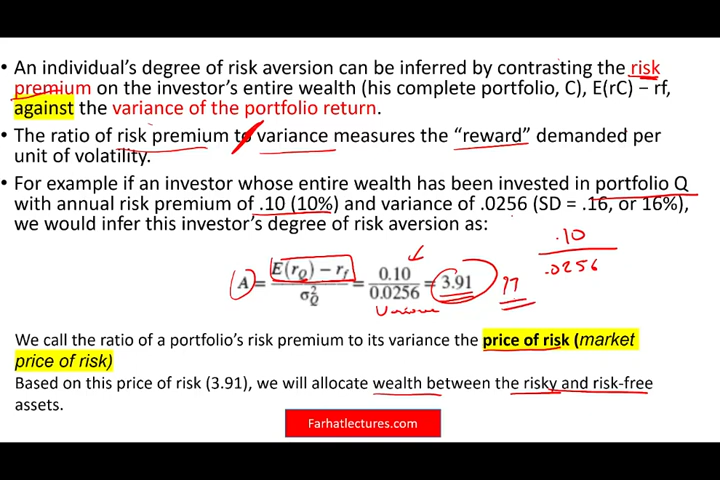 • An individual's degree of risk aversion can be inferred by contrasting the risk
premium on the investor's entire wealth (his complete portfolio, C), E(rC) − rf,
against the variance of the portfolio return.
• The ratio of risk premium to variance measures the "reward" demanded per
unit of volatility.
• For example if an investor whose entire wealth has been invested in portfolio Q
with annual risk premium of .10 (10%) and variance of .0256 (SD = .16, or 16%),
we would infer this investor's degree of risk aversion as:
.10
.0256
A = E(r_Q) − r_f / σ²_Q = 0.10 / 0.0256 = 3.91 ??
We call the ratio of a portfolio's risk premium to its variance the price of risk (market
price of risk)
Based on this price of risk (3.91), we will allocate wealth between the risky and risk-free
assets.
Farhatlectures.com